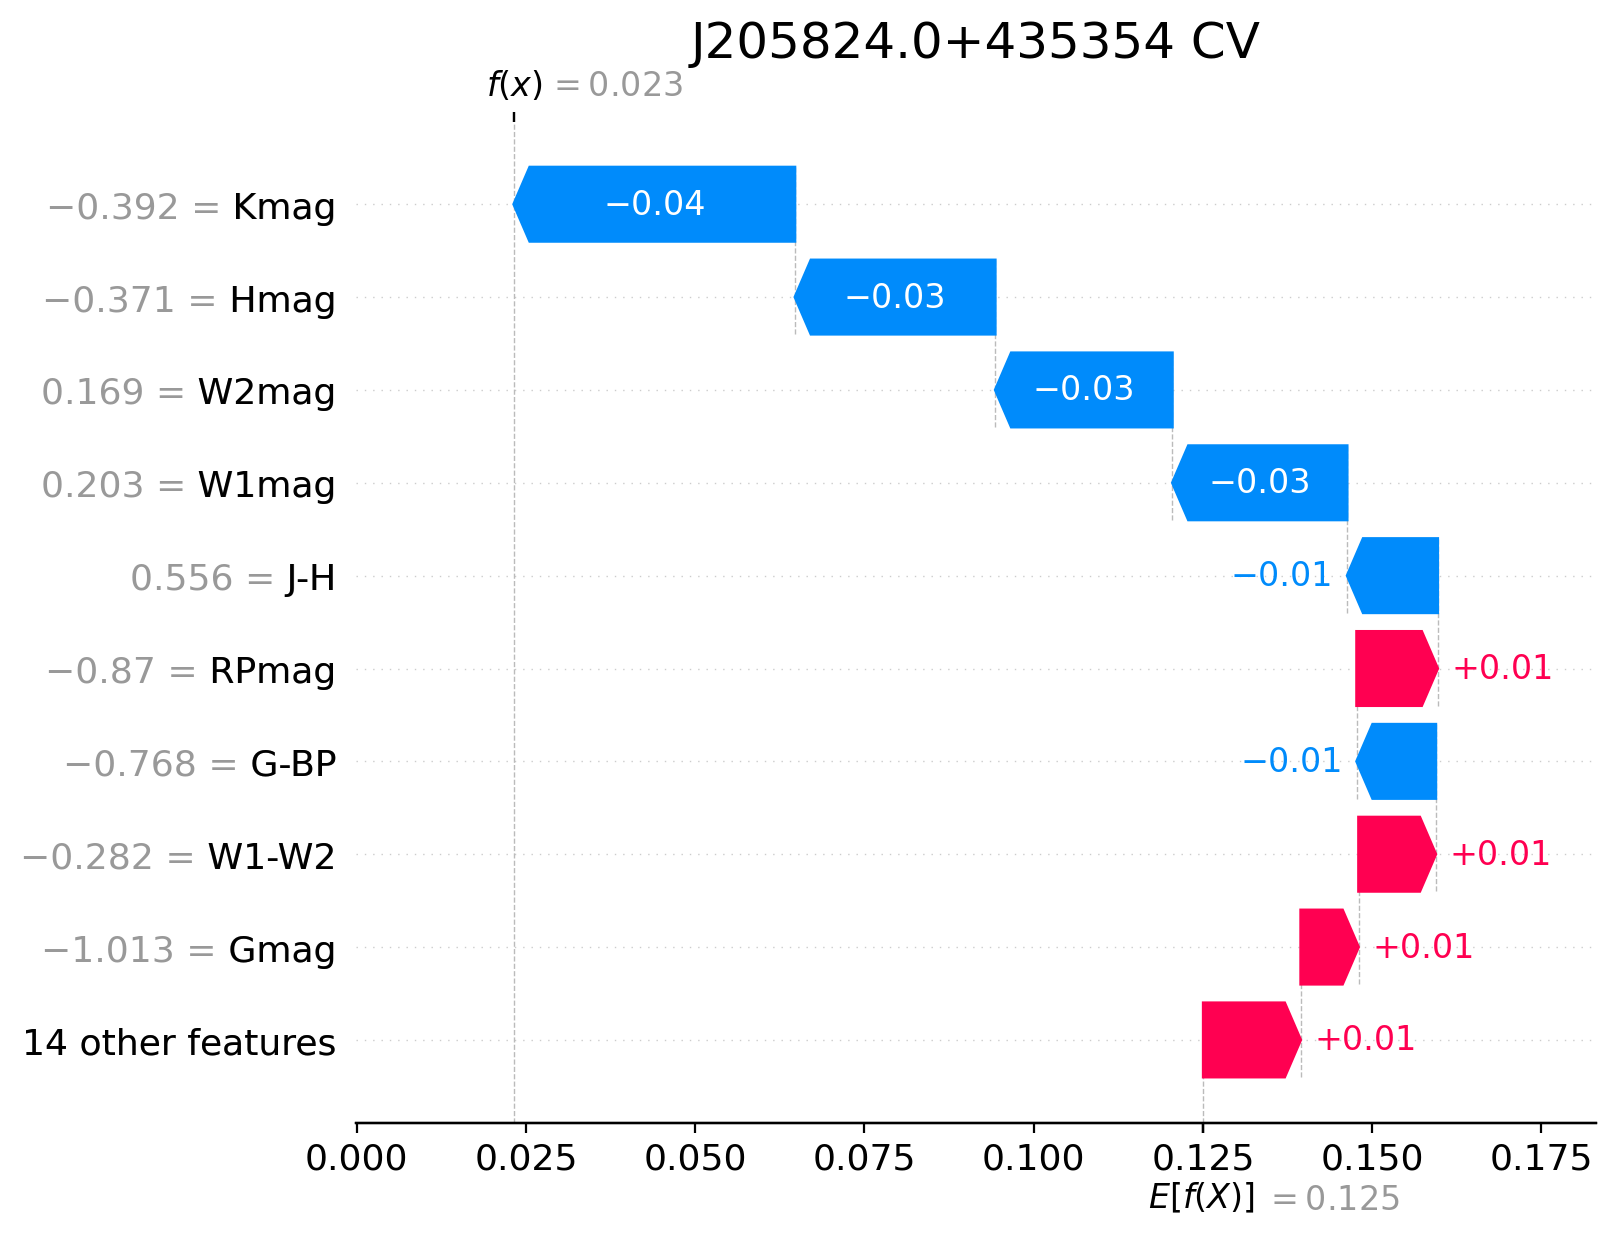 J205824.0+435354 CV
f(x) = 0.023
−0.392 = Kmag
−0.04
−0.371 = Hmag
−0.03
0.169 = W2mag
−0.03
0.203 = W1mag
−0.03
0.556 = J-H
−0.01
−0.87 = RPmag
+0.01
−0.768 = G-BP
−0.01
−0.282 = W1-W2
+0.01
−1.013 = Gmag
+0.01
14 other features
+0.01
0.000 0.025 0.050 0.075 0.100 0.125 0.150 0.175
E[f(X)] = 0.125